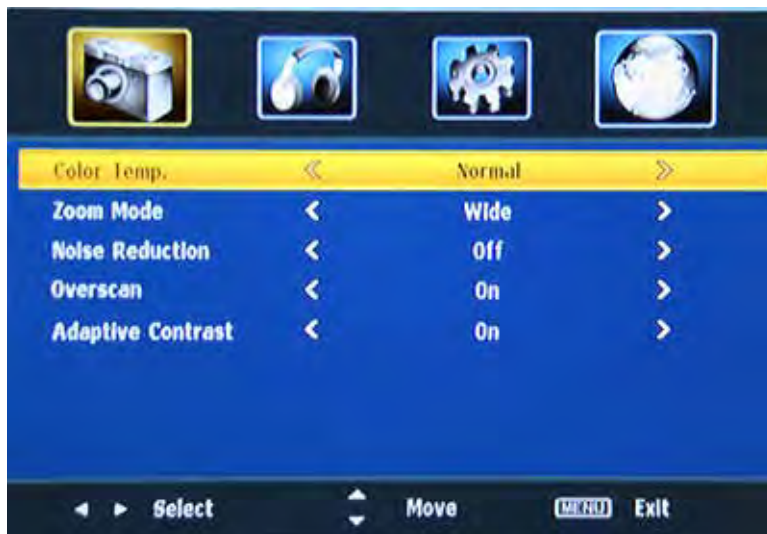 Color Temp. « Normal »
Zoom Mode < Wide >
Noise Reduction < Off >
Overscan < On >
Adaptive Contrast < On >
◄ ► Select ▲▼ Move MENU Exit